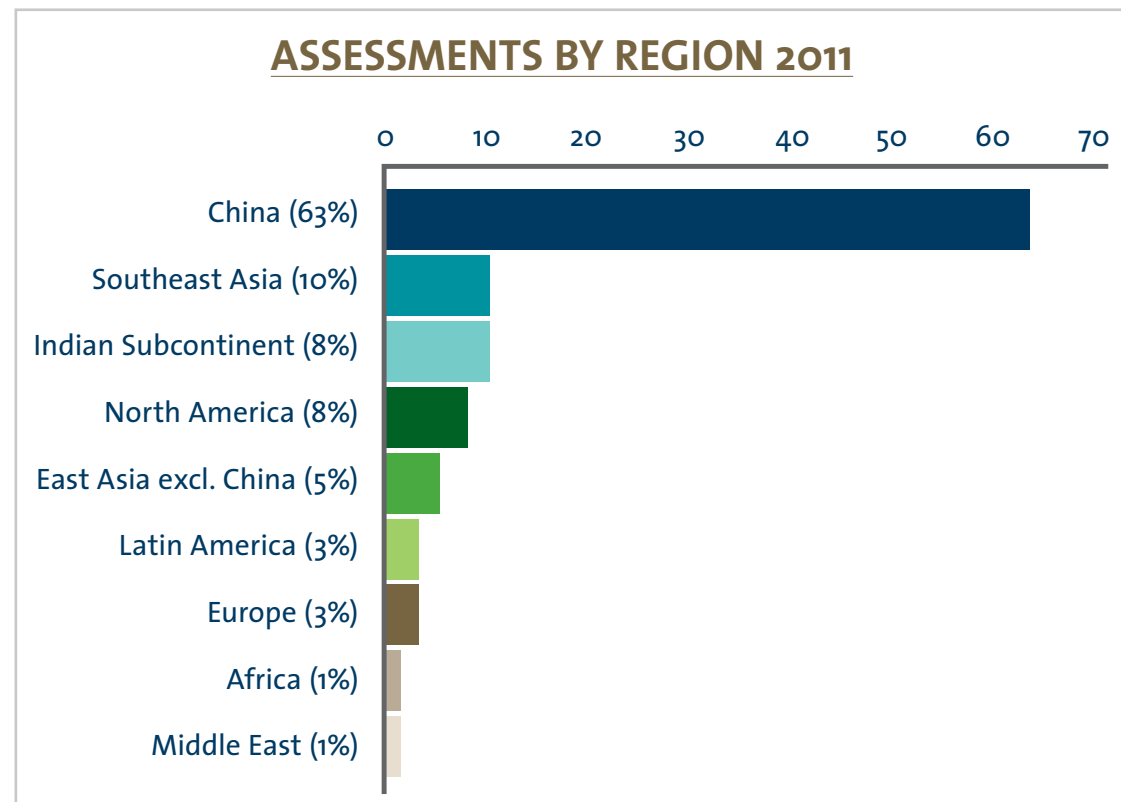 ASSESSMENTS BY REGION 2011
0 10 20 30 40 50 60 70
China (63%)
Southeast Asia (10%)
Indian Subcontinent (8%)
North America (8%)
East Asia excl. China (5%)
Latin America (3%)
Europe (3%)
Africa (1%)
Middle East (1%)